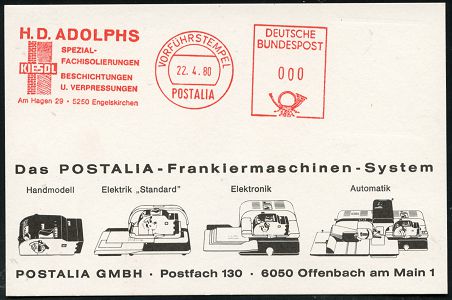 H.D. ADOLPHS
KIESOL
SPEZIAL-
FACHISOLIERUNGEN
BESCHICHTUNGEN
U. VERPRESSUNGEN
Am Hagen 29 · 5250 Engelskirchen
VORFÜHRSTEMPEL
22.4.80
POSTALIA
DEUTSCHE
BUNDESPOST
000
Das POSTALIA-Frankiermaschinen-System
Handmodell Elektrik „Standard" Elektronik Automatik
POSTALIA GMBH · Postfach 130 · 6050 Offenbach am Main 1